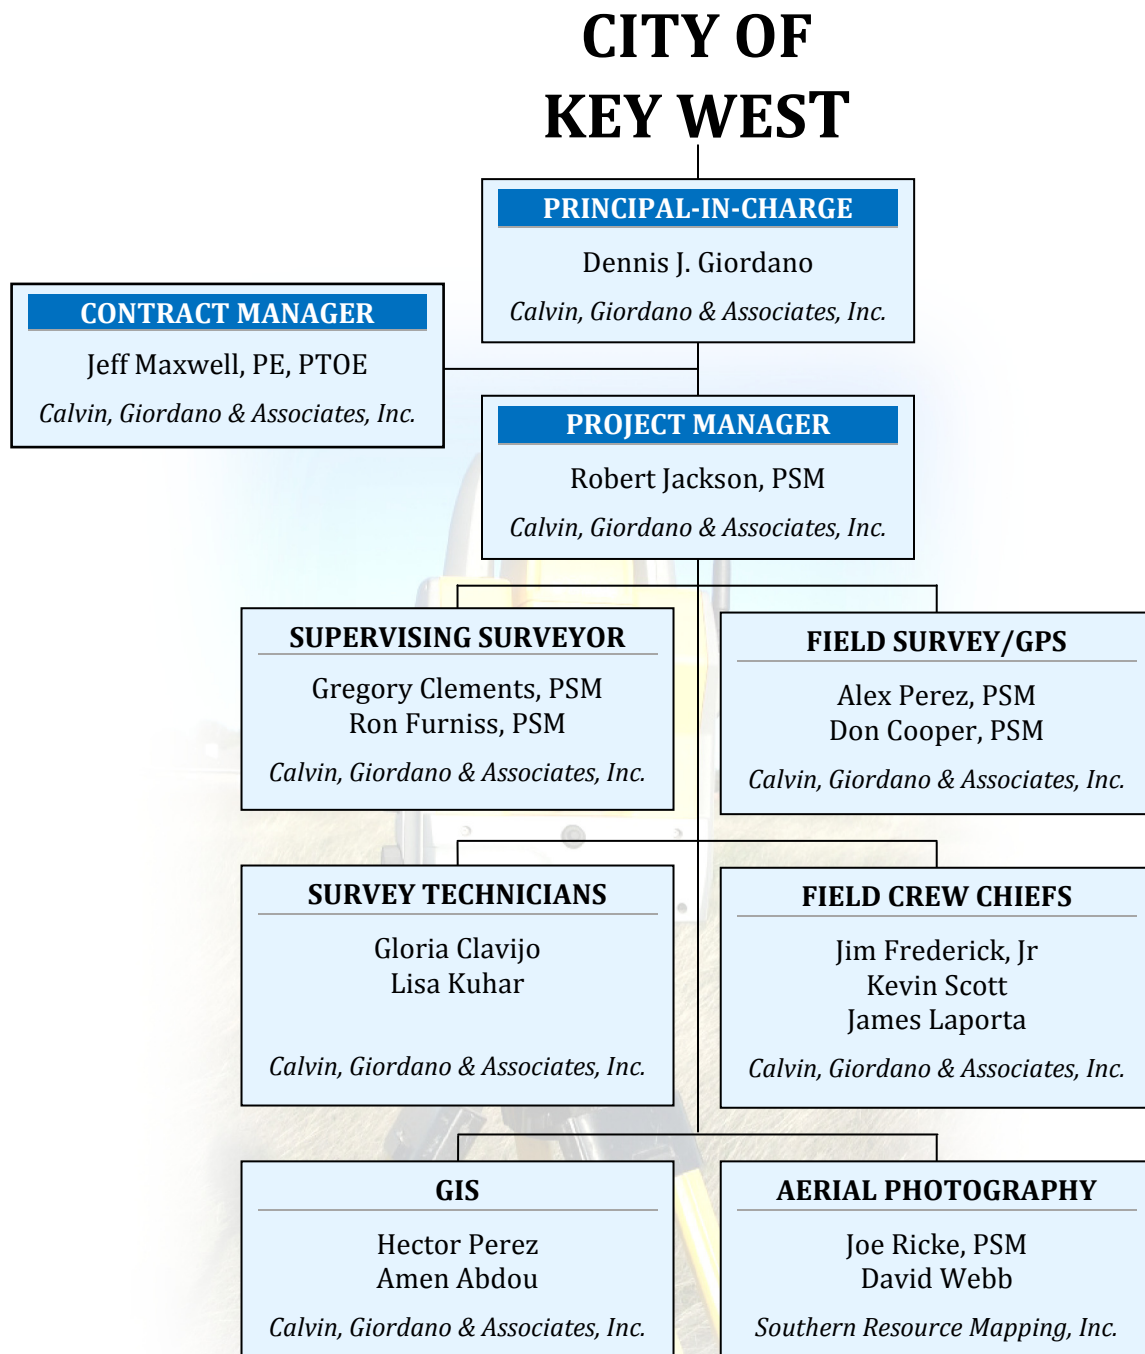 CITY OF
KEY WEST
PRINCIPAL-IN-CHARGE
Dennis J. Giordano
Calvin, Giordano & Associates, Inc.
CONTRACT MANAGER
Jeff Maxwell, PE, PTOE
Calvin, Giordano & Associates, Inc.
PROJECT MANAGER
Robert Jackson, PSM
Calvin, Giordano & Associates, Inc.
SUPERVISING SURVEYOR
Gregory Clements, PSM
Ron Furniss, PSM
Calvin, Giordano & Associates, Inc.
FIELD SURVEY/GPS
Alex Perez, PSM
Don Cooper, PSM
Calvin, Giordano & Associates, Inc.
SURVEY TECHNICIANS
Gloria Clavijo
Lisa Kuhar
Calvin, Giordano & Associates, Inc.
FIELD CREW CHIEFS
Jim Frederick, Jr
Kevin Scott
James Laporta
Calvin, Giordano & Associates, Inc.
GIS
Hector Perez
Amen Abdou
Calvin, Giordano & Associates, Inc.
AERIAL PHOTOGRAPHY
Joe Ricke, PSM
David Webb
Southern Resource Mapping, Inc.